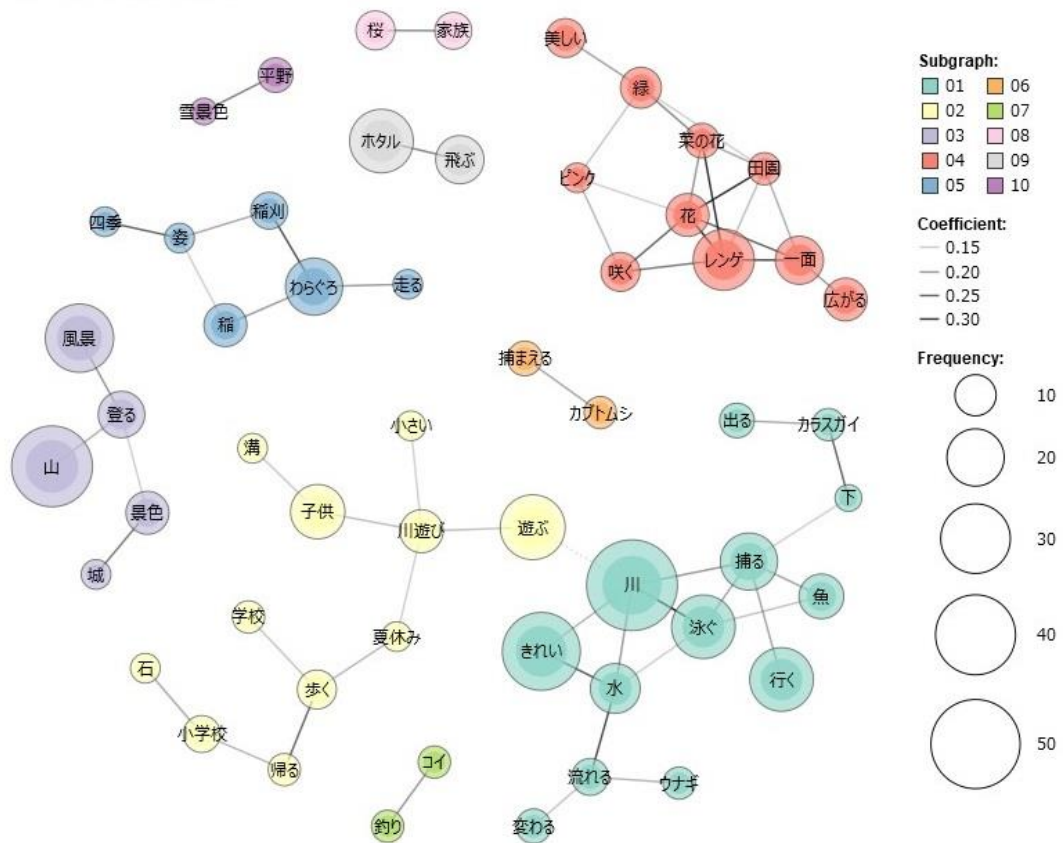 桜
家族
美しい
平野
緑
雪景色
ホタル
飛ぶ
菜の花
田園
ピンク
四季
姿
稲刈
花
レンゲ
一面
咲く
わらぐろ
走る
広がる
稲
風景
捕まえる
カブトムシ
登る
小さい
出る
カラスガイ
山
溝
下
景色
子供
川遊び
遊ぶ
城
川
捕る
魚
学校
夏休み
泳ぐ
きれい
石
歩く
水
行く
小学校
帰る
コイ
流れる
ウナギ
釣り
変わる
Subgraph:
01 06
02 07
03 08
04 09
05 10
Coefficient:
0.15
0.20
0.25
0.30
Frequency:
10
20
30
40
50